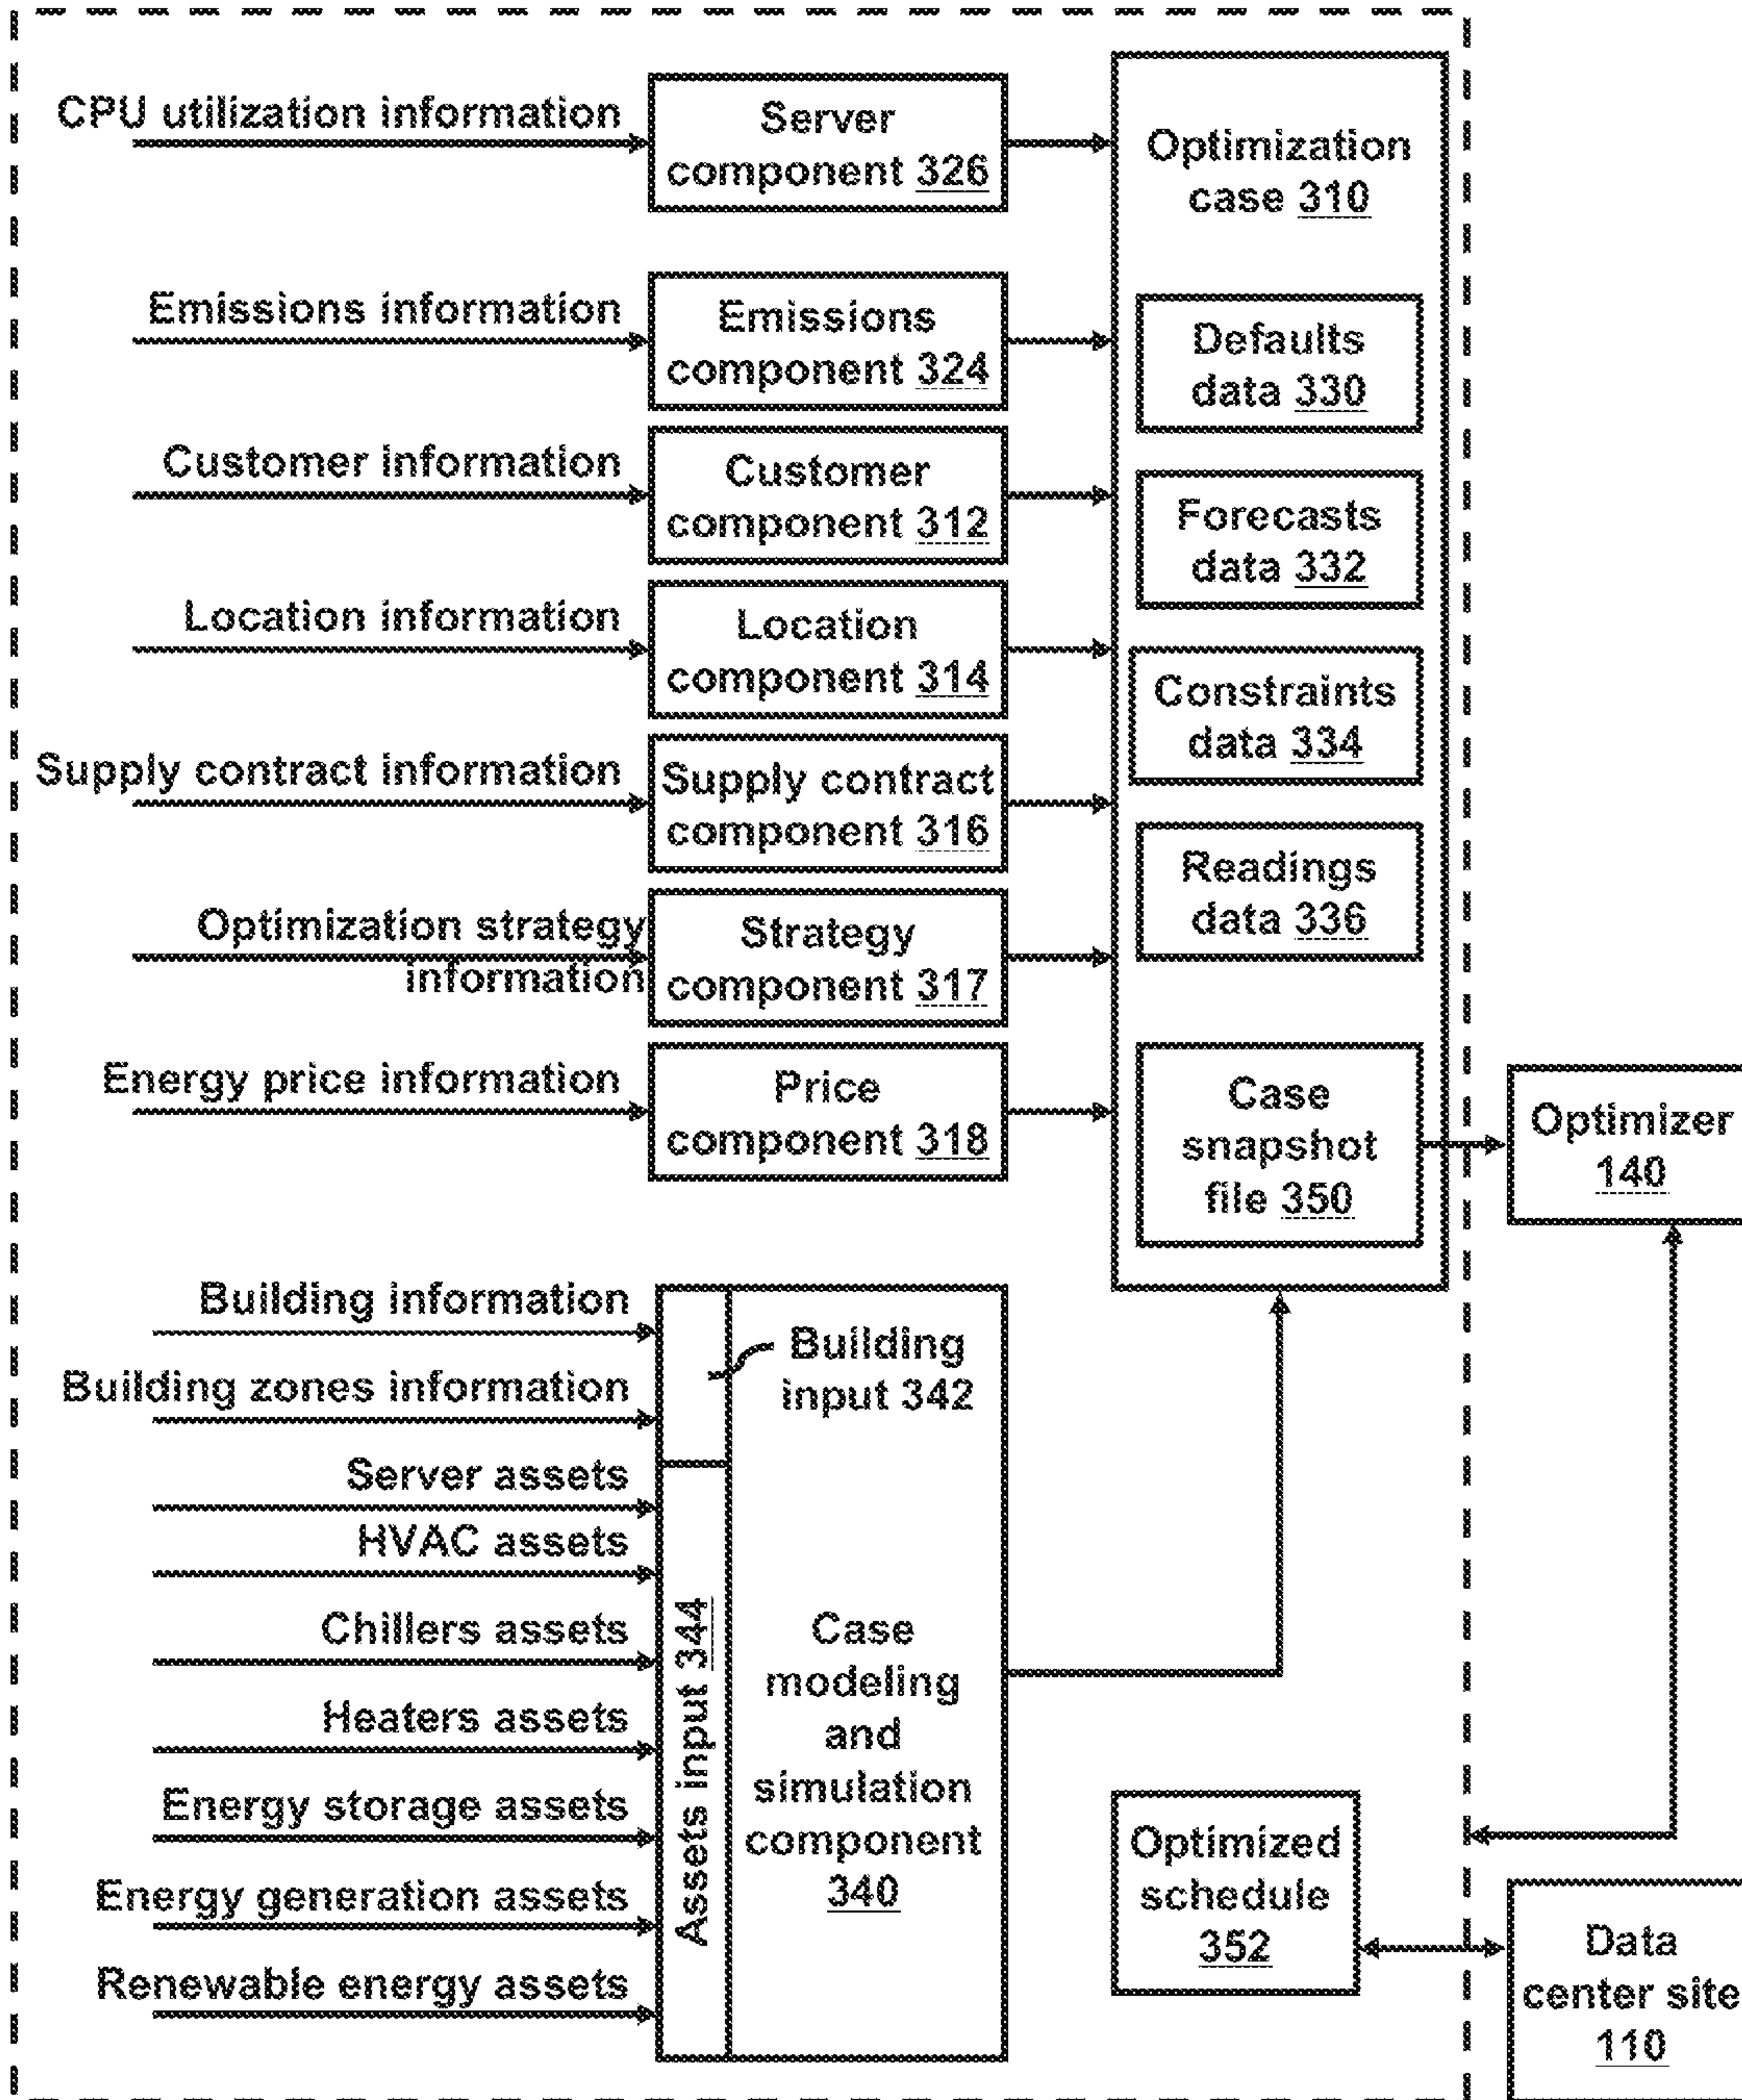 CPU utilization information
Server
component 326
Emissions information
Emissions
component 324
Customer information
Customer
component 312
Location information
Location
component 314
Supply contract information
Supply contract
component 316
Optimization strategy
information
Strategy
component 317
Energy price information
Price
component 318
Optimization
case 310
Defaults
data 330
Forecasts
data 332
Constraints
data 334
Readings
data 336
Case
snapshot
file 350
Optimizer
140
Building information
Building zones information
Server assets
HVAC assets
Chillers assets
Heaters assets
Energy storage assets
Energy generation assets
Renewable energy assets
Building
input 342
Assets input 344
Case
modeling
and
simulation
component
340
Optimized
schedule
352
Data
center site
110